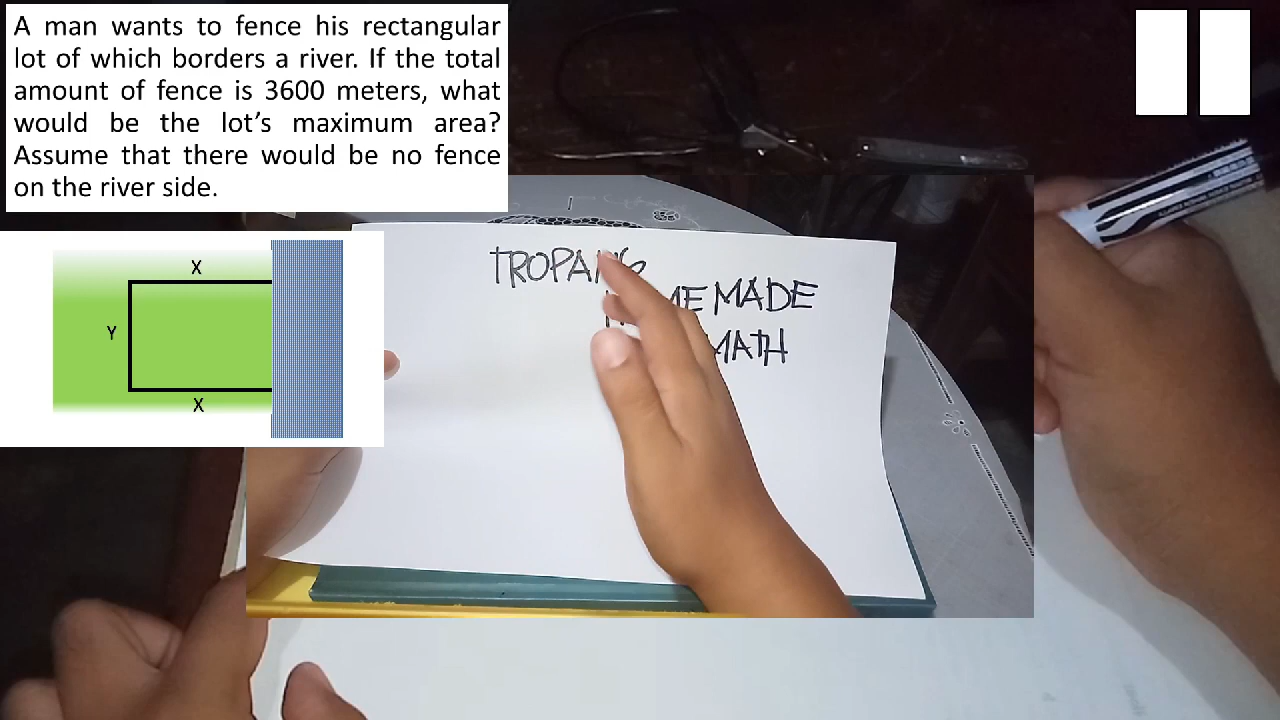 A man wants to fence his rectangular
lot of which borders a river. If the total
amount of fence is 3600 meters, what
would be the lot's maximum area?
Assume that there would be no fence
on the river side.
X
Y
X
TROPANG
MADE
MATH